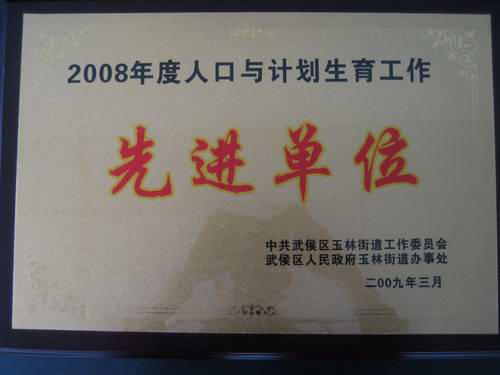 2008年度人口与计划生育工作
先进单位
中共武侯区玉林街道工作委员会
武侯区人民政府玉林街道办事处
二00九年三月